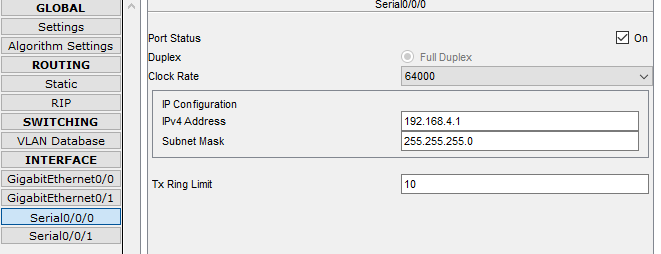 GLOBAL
Settings
Algorithm Settings
ROUTING
Static
RIP
SWITCHING
VLAN Database
INTERFACE
GigabitEthernet0/0
GigabitEthernet0/1
Serial0/0/0
Serial0/0/1
Serial0/0/0
Port Status On
Duplex Full Duplex
Clock Rate 64000
IP Configuration
IPv4 Address 192.168.4.1
Subnet Mask 255.255.255.0
Tx Ring Limit 10